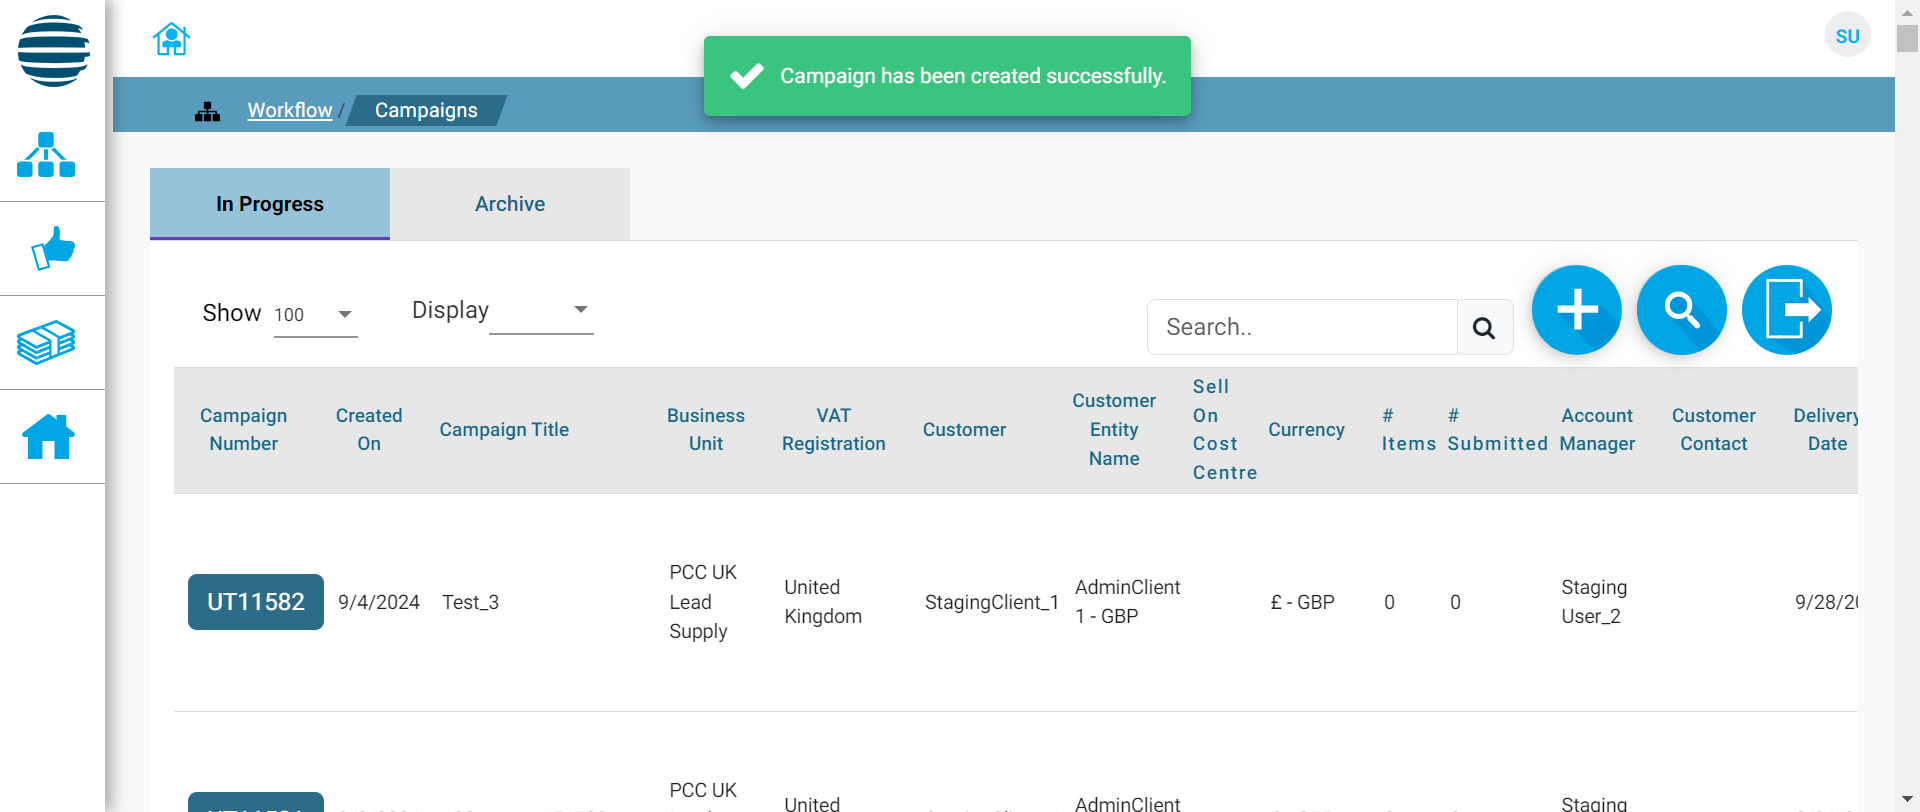 SU
Campaign has been created successfully.
Workflow / Campaigns
In Progress
Archive
Show 100
Display
Search..
Campaign Number
Created On
Campaign Title
Business Unit
VAT Registration
Customer
Customer Entity Name
Sell On Cost Centre
Currency
# Items
# Submitted
Account Manager
Customer Contact
Delivery Date
UT11582
9/4/2024
Test_3
PCC UK
Lead
Supply
United
Kingdom
StagingClient_1
AdminClient
1 - GBP
£ - GBP
0
0
Staging
User_2
9/28/20
PCC UK
United
AdminClient
Staging